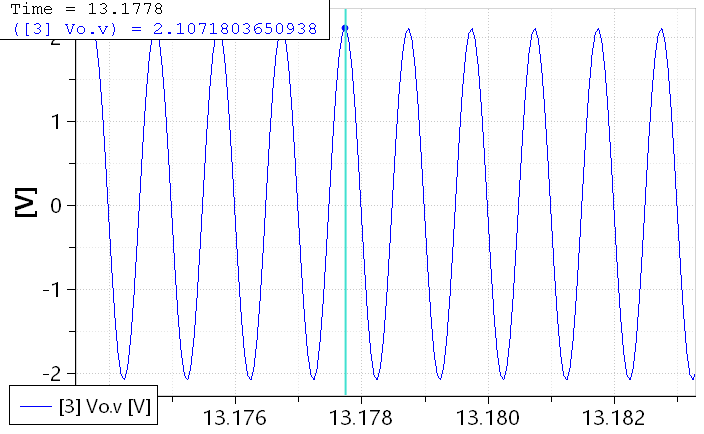 Time = 13.1778
([3] Vo.v) = 2.1071803650938
2
1
0
-1
-2
[V]
[3] Vo.v [V]
13.176 13.178 13.180 13.182